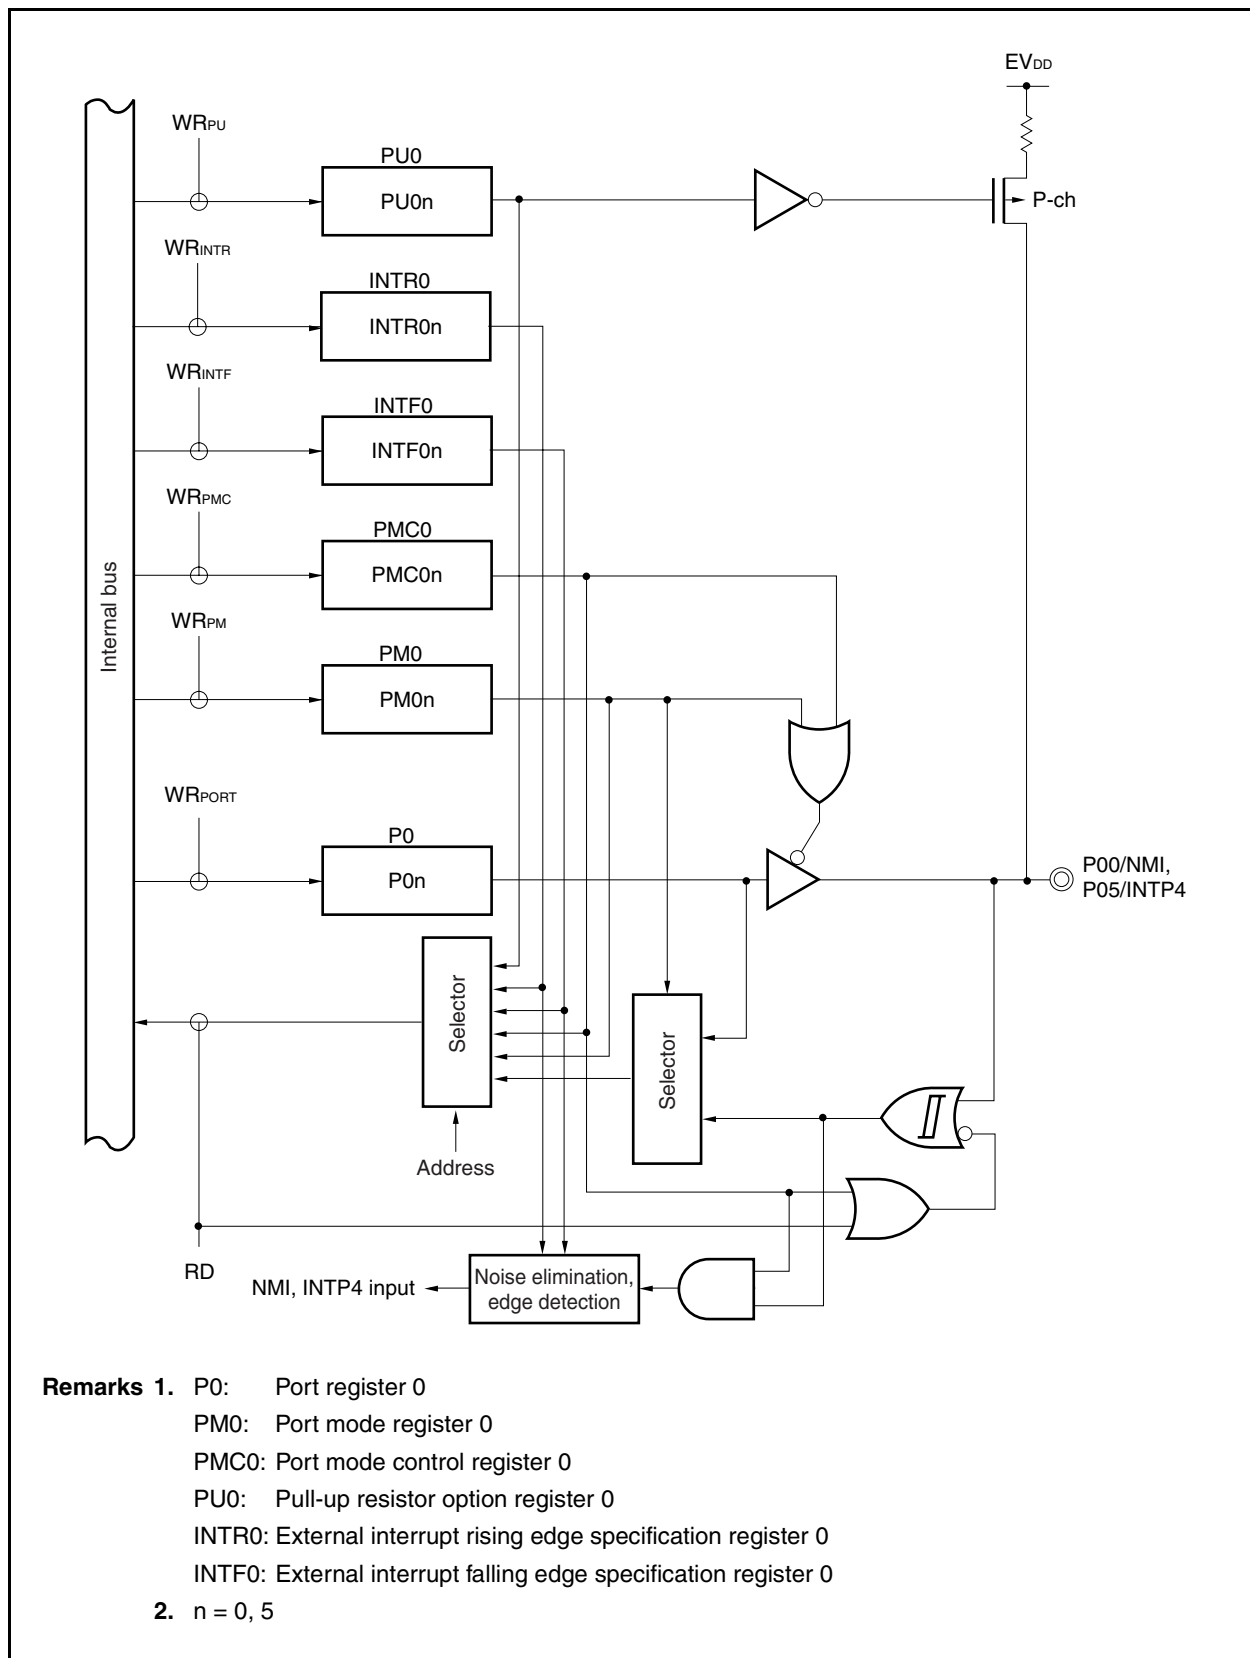 EVDD
WRPU
PU0
PU0n
P-ch
WRINTR
INTR0
INTR0n
WRINTF
INTF0
INTF0n
WRPMC
PMC0
PMC0n
Internal bus
WRPM
PM0
PM0n
WRPORT
P0
P0n
P00/NMI,
P05/INTP4
Selector
Selector
Address
RD
NMI, INTP4 input
Noise elimination,
edge detection
Remarks 1. P0: Port register 0
PM0: Port mode register 0
PMC0: Port mode control register 0
PU0: Pull-up resistor option register 0
INTR0: External interrupt rising edge specification register 0
INTF0: External interrupt falling edge specification register 0
2. n = 0, 5